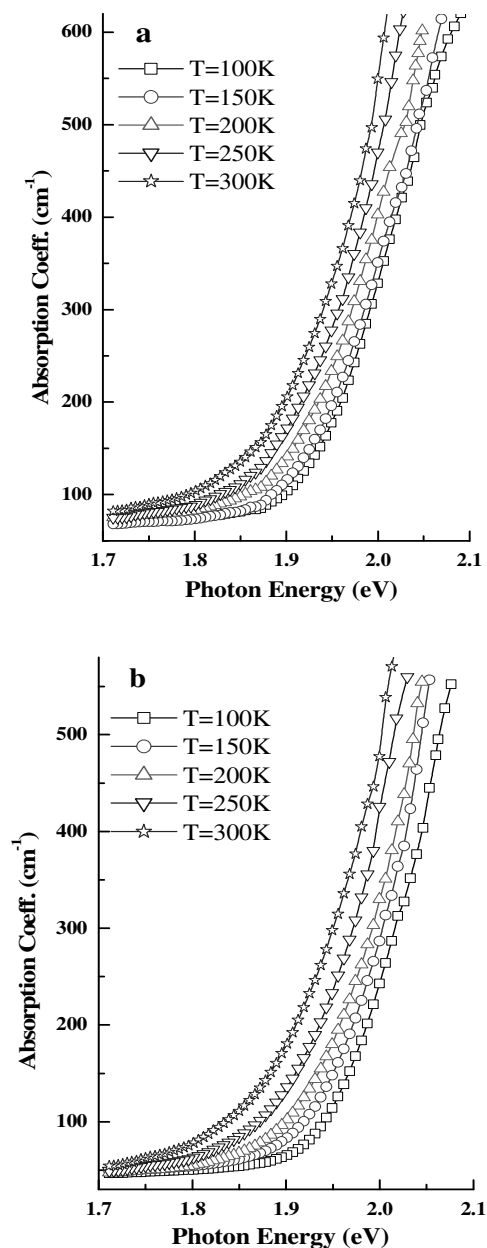 a
600
500
400
300
200
100
T=100K
T=150K
T=200K
T=250K
T=300K
Absorption Coeff. (cm-1)
1.7 1.8 1.9 2.0 2.1
Photon Energy (eV)
b
500
400
300
200
100
T=100K
T=150K
T=200K
T=250K
T=300K
Absorption Coeff. (cm-1)
1.7 1.8 1.9 2.0 2.1
Photon Energy (eV)